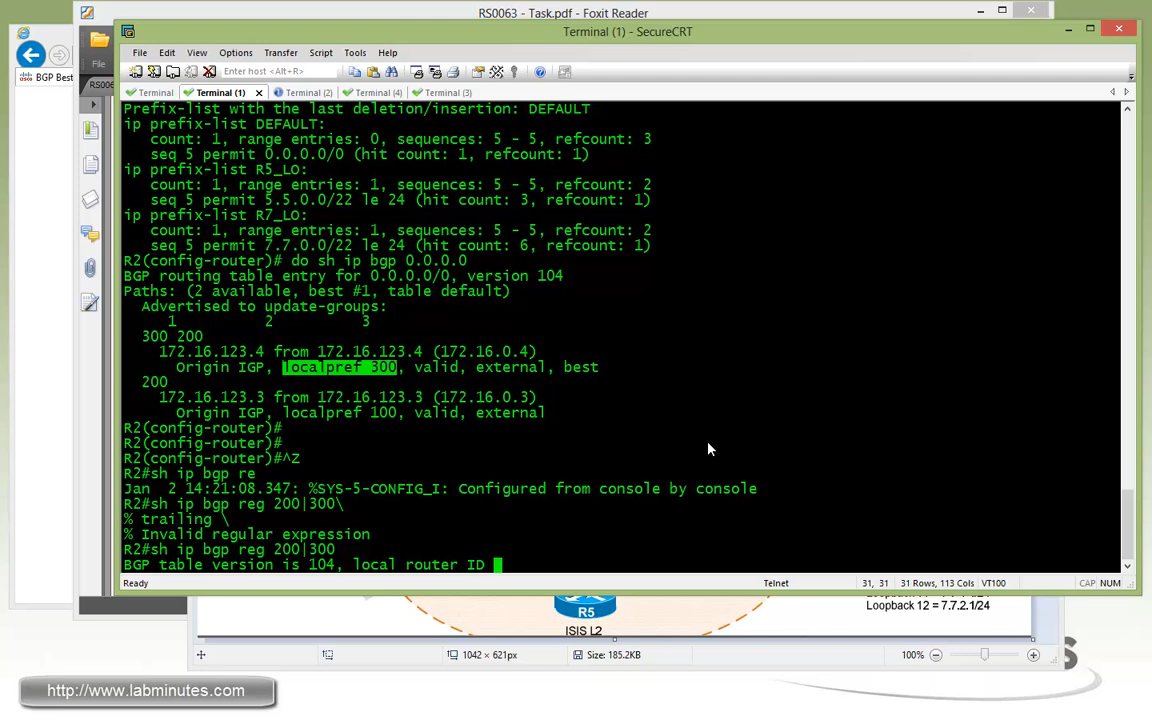 RS0063 - Task.pdf - Foxit Reader
Terminal (1) - SecureCRT
File Edit View Options Transfer Script Tools Help
Enter host <Alt+R>
BGP Best
File
RS006
Terminal
Terminal (1)
Terminal (2)
Terminal (4)
Terminal (3)
Prefix-list with the last deletion/insertion: DEFAULT
ip prefix-list DEFAULT:
count: 1, range entries: 0, sequences: 5 - 5, refcount: 3
seq 5 permit 0.0.0.0/0 (hit count: 1, refcount: 1)
ip prefix-list R5_LO:
count: 1, range entries: 1, sequences: 5 - 5, refcount: 2
seq 5 permit 5.5.0.0/22 le 24 (hit count: 3, refcount: 1)
ip prefix-list R7_LO:
count: 1, range entries: 1, sequences: 5 - 5, refcount: 2
seq 5 permit 7.7.0.0/22 le 24 (hit count: 6, refcount: 1)
R2(config-router)# do sh ip bgp 0.0.0.0
BGP routing table entry for 0.0.0.0/0, version 104
Paths: (2 available, best #1, table default)
Advertised to update-groups:
1 2 3
300 200
172.16.123.4 from 172.16.123.4 (172.16.0.4)
Origin IGP, localpref 300, valid, external, best
200
172.16.123.3 from 172.16.123.3 (172.16.0.3)
Origin IGP, localpref 100, valid, external
R2(config-router)#
R2(config-router)#
R2(config-router)#^Z
R2#sh ip bgp re
Jan  2 14:21:08.347: %SYS-5-CONFIG_I: Configured from console by console
R2#sh ip bgp reg 200|300\
% trailing \
% Invalid regular expression
R2#sh ip bgp reg 200|300
BGP table version is 104, local router ID
Ready
Telnet
31, 31
31 Rows, 113 Cols
VT100
CAP
NUM
R5
ISIS L2
Loopback 12 = 7.7.2.1/24
1042 × 621px
Size: 185.2KB
100%
http://www.labminutes.com